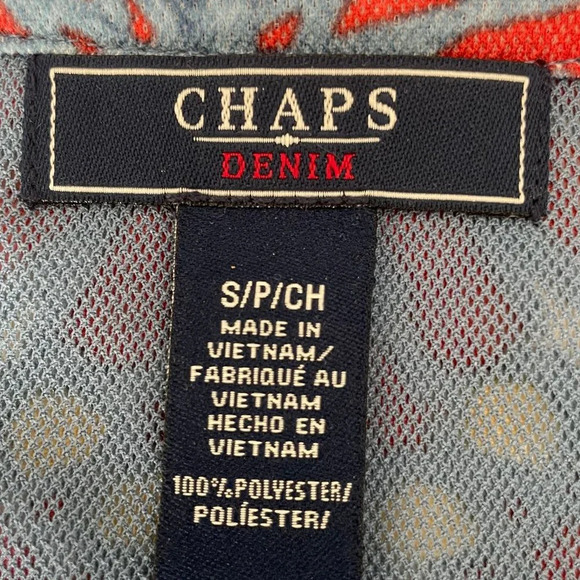 CHAPS
DENIM
S/P/CH
MADE IN
VIETNAM/
FABRIQUÉ AU
VIETNAM
HECHO EN
VIETNAM
100%POLYESTER/
POLÍESTER/